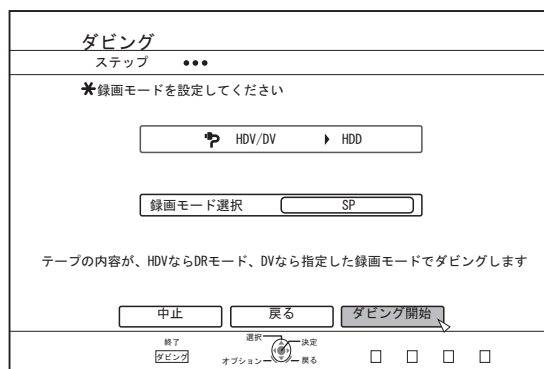 ダビング
ステップ
録画モードを設定してください
HDV/DV HDD
録画モード選択 SP
テープの内容が、HDVならDRモード、DVなら指定した録画モードでダビングします
中止 戻る ダビング開始
終了
ダビング
選択
決定
オプション
戻る